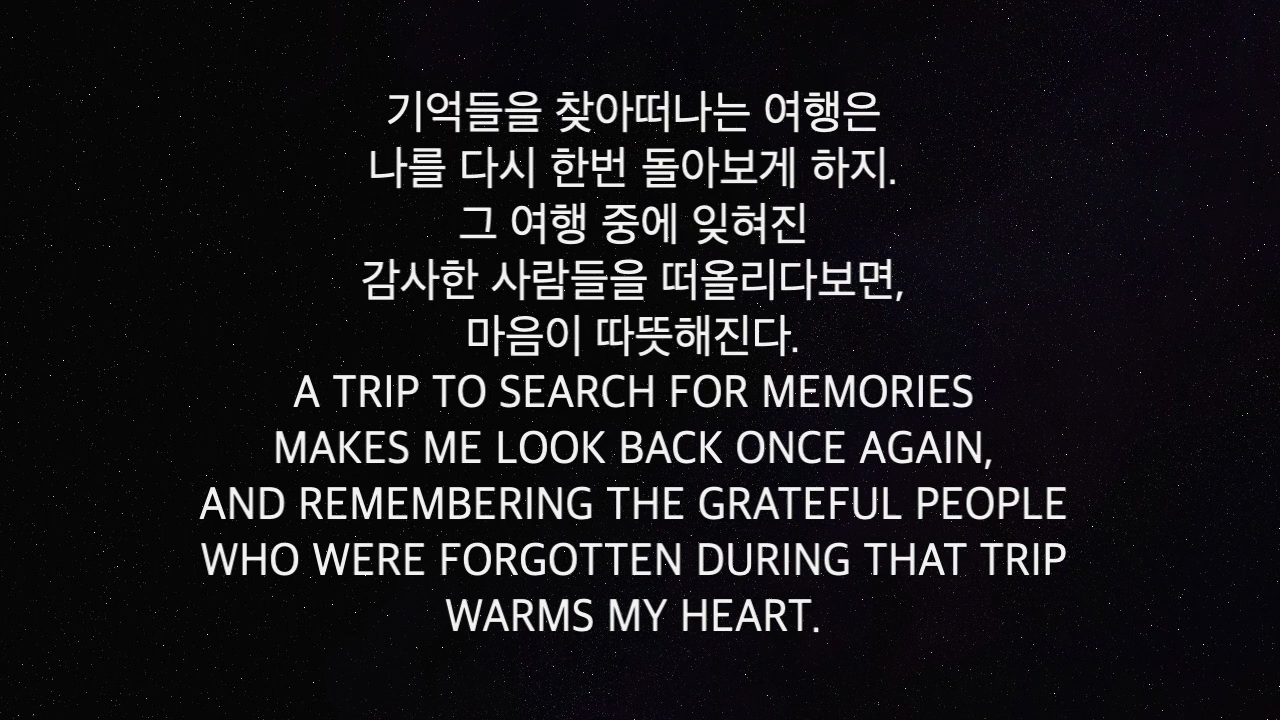 기억들을 찾아떠나는 여행은
나를 다시 한번 돌아보게 하지.
그 여행 중에 잊혀진
감사한 사람들을 떠올리다보면,
마음이 따뜻해진다.
A TRIP TO SEARCH FOR MEMORIES
MAKES ME LOOK BACK ONCE AGAIN,
AND REMEMBERING THE GRATEFUL PEOPLE
WHO WERE FORGOTTEN DURING THAT TRIP
WARMS MY HEART.